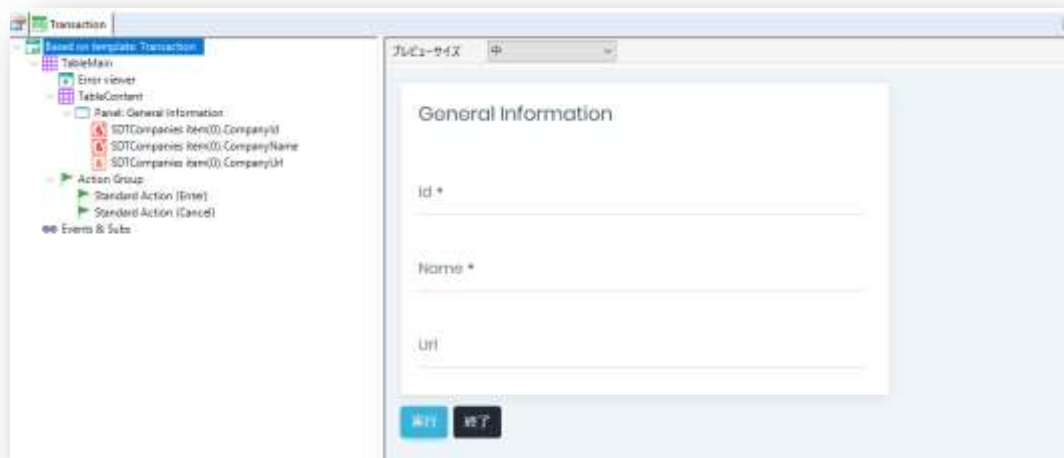 Transaction
Based on template: Transaction
TableMain
Error viewer
TableContent
Panel: General Information
SDTCompanies item(0).CompanyId
SDTCompanies item(0).CompanyName
SDTCompanies item(0).CompanyUrl
Action Group
Standard Action (Enter)
Standard Action (Cancel)
Events & Subs
プレビューサイズ 中
General Information
Id *
Name *
Url
実行 終了